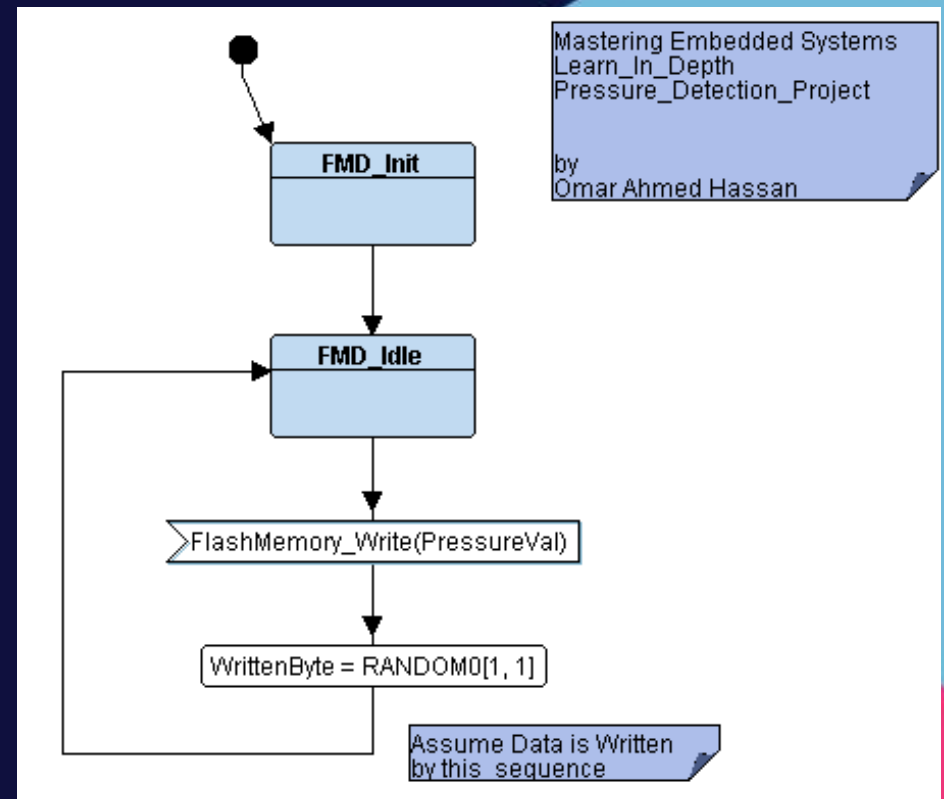 Mastering Embedded Systems
Learn_In_Depth
Pressure_Detection_Project
by
Omar Ahmed Hassan
FMD_Init
FMD_Idle
FlashMemory_Write(PressureVal)
WrittenByte = RANDOM0[1, 1]
Assume Data is Written
by this sequence